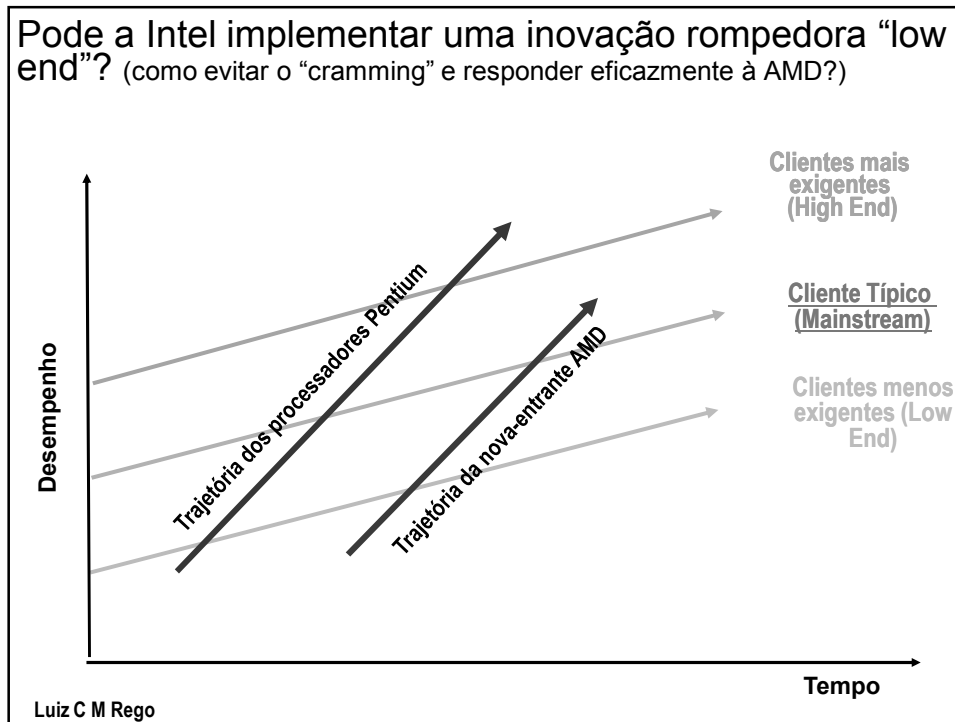 Pode a Intel implementar uma inovação rompedora “low
end”? (como evitar o “cramming” e responder eficazmente à AMD?)
Clientes mais
exigentes
(High End)
Trajetória dos processadores Pentium
Cliente Típico
(Mainstream)
Trajetória da nova-entrante AMD
Clientes menos
exigentes (Low
End)
Desempenho
Tempo
Luiz C M Rego